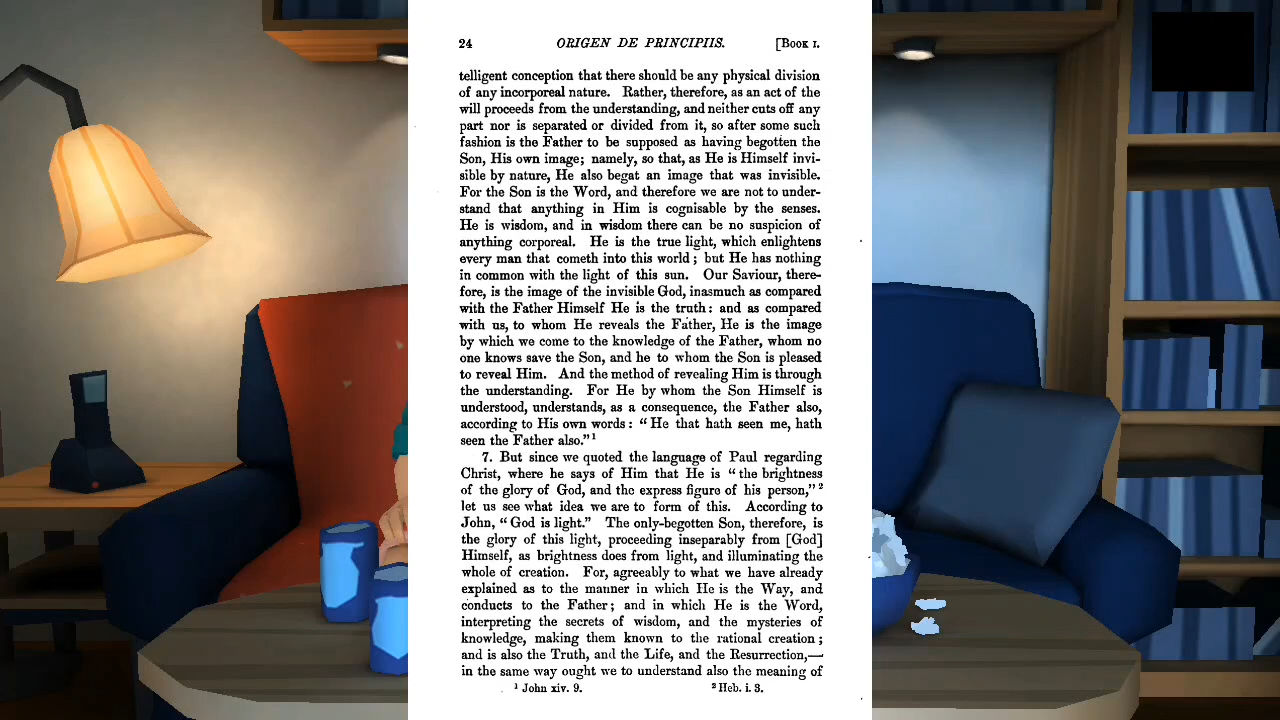 24 ORIGEN DE PRINCIPIIS. [BOOK I.
telligent conception that there should be any physical division
of any incorporeal nature. Rather, therefore, as an act of the
will proceeds from the understanding, and neither cuts off any
part nor is separated or divided from it, so after some such
fashion is the Father to be supposed as having begotten the
Son, His own image; namely, so that, as He is Himself invi-
sible by nature, He also begat an image that was invisible.
For the Son is the Word, and therefore we are not to under-
stand that anything in Him is cognisable by the senses.
He is wisdom, and in wisdom there can be no suspicion of
anything corporeal. He is the true light, which enlightens
every man that cometh into this world; but He has nothing
in common with the light of this sun. Our Saviour, there-
fore, is the image of the invisible God, inasmuch as compared
with the Father Himself He is the truth: and as compared
with us, to whom He reveals the Father, He is the image
by which we come to the knowledge of the Father, whom no
one knows save the Son, and he to whom the Son is pleased
to reveal Him. And the method of revealing Him is through
the understanding. For He by whom the Son Himself is
understood, understands, as a consequence, the Father also,
according to His own words: "He that hath seen me, hath
seen the Father also."¹
7. But since we quoted the language of Paul regarding
Christ, where he says of Him that He is "the brightness
of the glory of God, and the express figure of his person,"²
let us see what idea we are to form of this. According to
John, "God is light." The only-begotten Son, therefore, is
the glory of this light, proceeding inseparably from [God]
Himself, as brightness does from light, and illuminating the
whole of creation. For, agreeably to what we have already
explained as to the manner in which He is the Way, and
conducts to the Father; and in which He is the Word,
interpreting the secrets of wisdom, and the mysteries of
knowledge, making them known to the rational creation;
and is also the Truth, and the Life, and the Resurrection,—
in the same way ought we to understand also the meaning of
¹ John xiv. 9. ² Heb. i. 3.